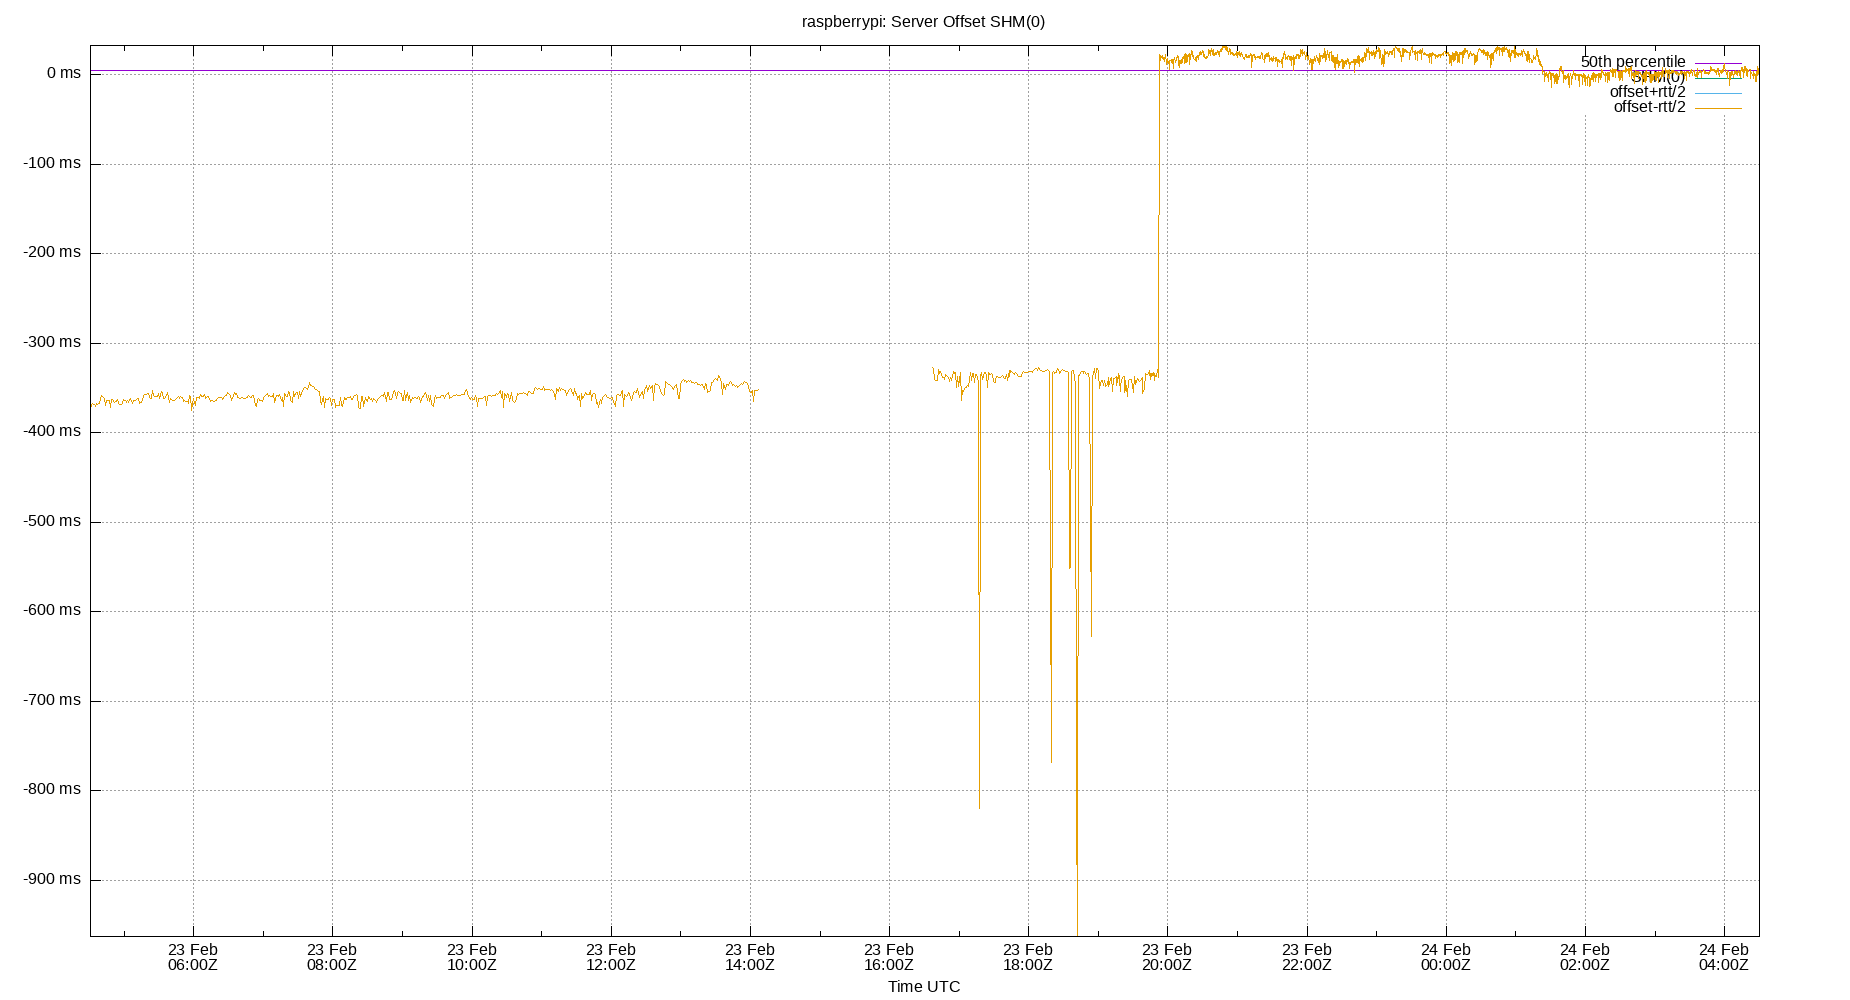 raspberrypi: Server Offset SHM(0)
50th percentile
SHM(0)
offset+rtt/2
offset-rtt/2
0 ms
-100 ms
-200 ms
-300 ms
-400 ms
-500 ms
-600 ms
-700 ms
-800 ms
-900 ms
23 Feb 23 Feb 23 Feb 23 Feb 23 Feb 23 Feb 23 Feb 23 Feb 23 Feb 24 Feb 24 Feb 24 Feb
06:00Z 08:00Z 10:00Z 12:00Z 14:00Z 16:00Z 18:00Z 20:00Z 22:00Z 00:00Z 02:00Z 04:00Z
Time UTC